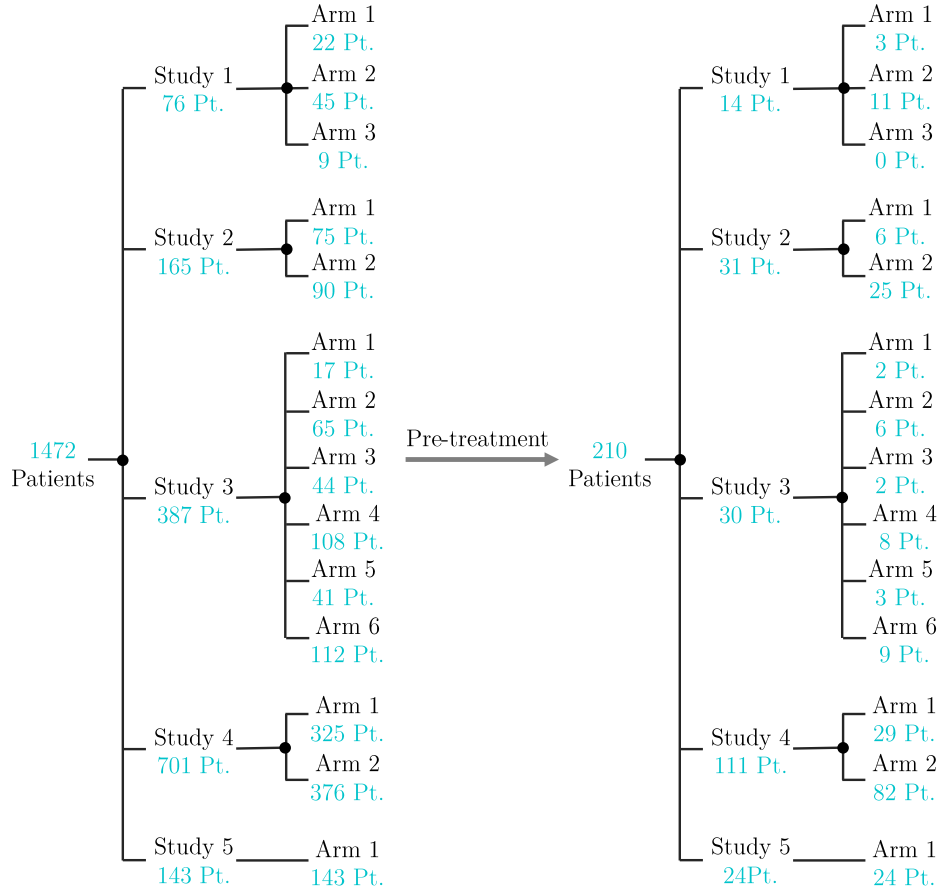 1472
Patients
Study 1
76 Pt.
Arm 1
22 Pt.
Arm 2
45 Pt.
Arm 3
9 Pt.
Study 2
165 Pt.
Arm 1
75 Pt.
Arm 2
90 Pt.
Study 3
387 Pt.
Arm 1
17 Pt.
Arm 2
65 Pt.
Arm 3
44 Pt.
Arm 4
108 Pt.
Arm 5
41 Pt.
Arm 6
112 Pt.
Study 4
701 Pt.
Arm 1
325 Pt.
Arm 2
376 Pt.
Study 5
143 Pt.
Arm 1
143 Pt.
Pre-treatment
210
Patients
Study 1
14 Pt.
Arm 1
3 Pt.
Arm 2
11 Pt.
Arm 3
0 Pt.
Study 2
31 Pt.
Arm 1
6 Pt.
Arm 2
25 Pt.
Study 3
30 Pt.
Arm 1
2 Pt.
Arm 2
6 Pt.
Arm 3
2 Pt.
Arm 4
8 Pt.
Arm 5
3 Pt.
Arm 6
9 Pt.
Study 4
111 Pt.
Arm 1
29 Pt.
Arm 2
82 Pt.
Study 5
24Pt.
Arm 1
24 Pt.